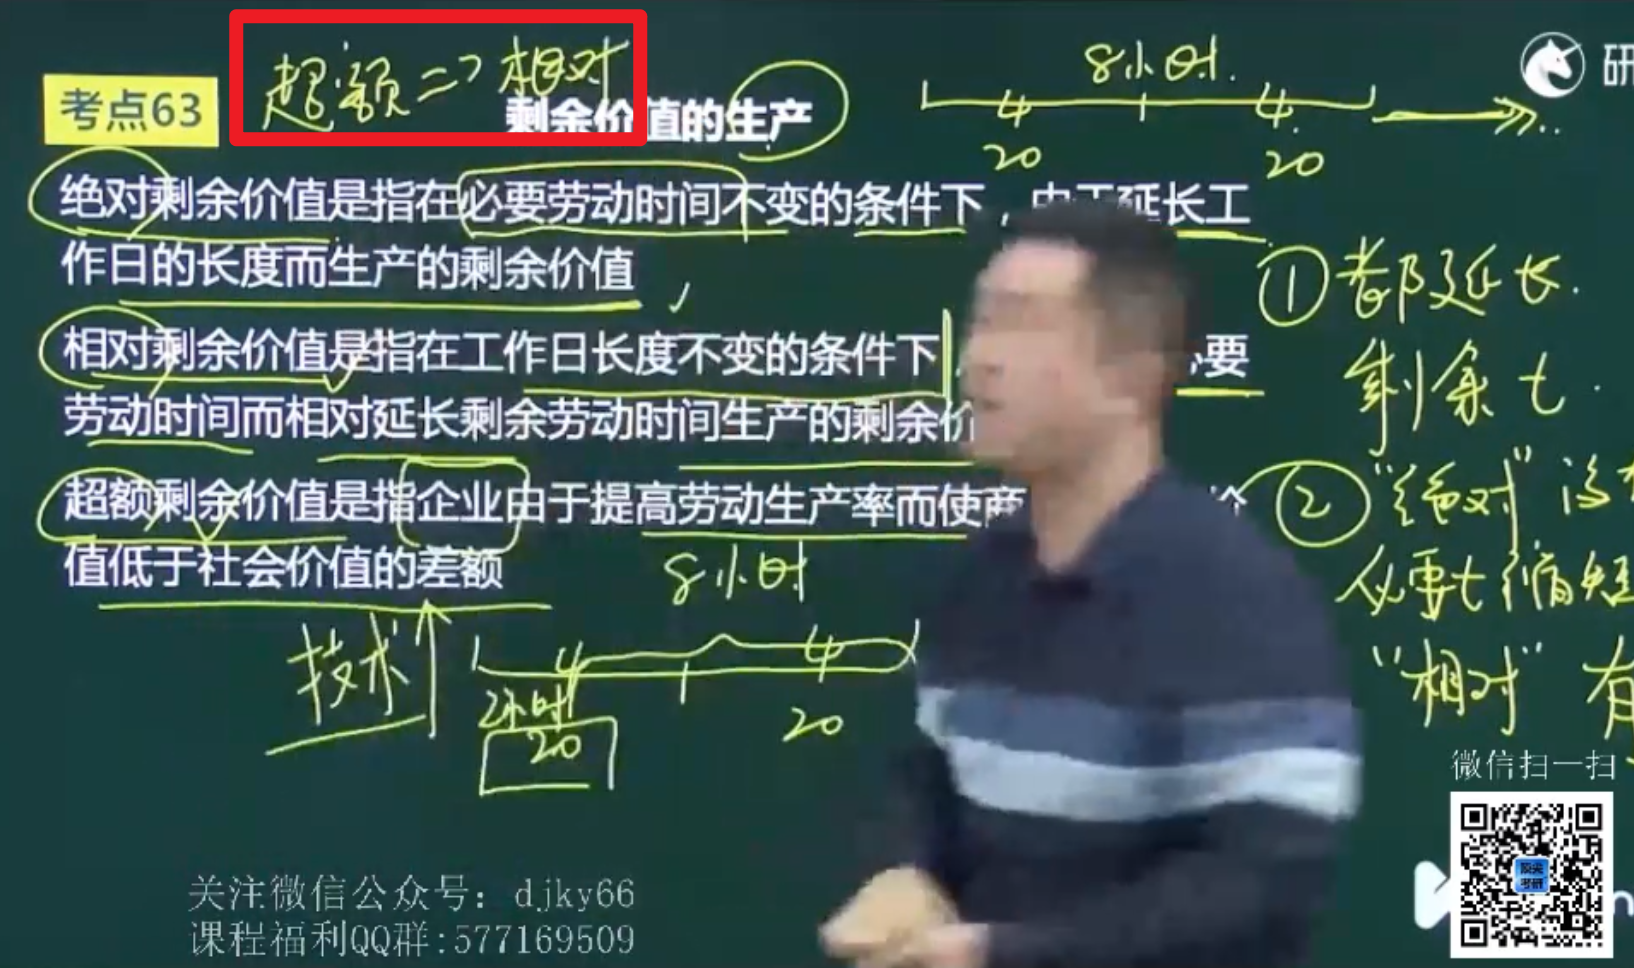 超额=>相对
8小时.
研
考点63
剩余价值的生产
4 4
20 20
绝对剩余价值是指在必要劳动时间不变的条件下，由于延长工
作日的长度而生产的剩余价值
① 都延长.
相对剩余价值是指在工作日长度不变的条件下
要
剩余t.
劳动时间而相对延长剩余劳动时间生产的剩余价
超额剩余价值是指企业由于提高劳动生产率而使商
② "绝对" 没
值低于社会价值的差额
8小时
必要t缩短
技术
4 4
2小时
20
20
"相对" 有
微信扫一扫
顶尖
考研
关注微信公众号：djky66
课程福利QQ群:577169509